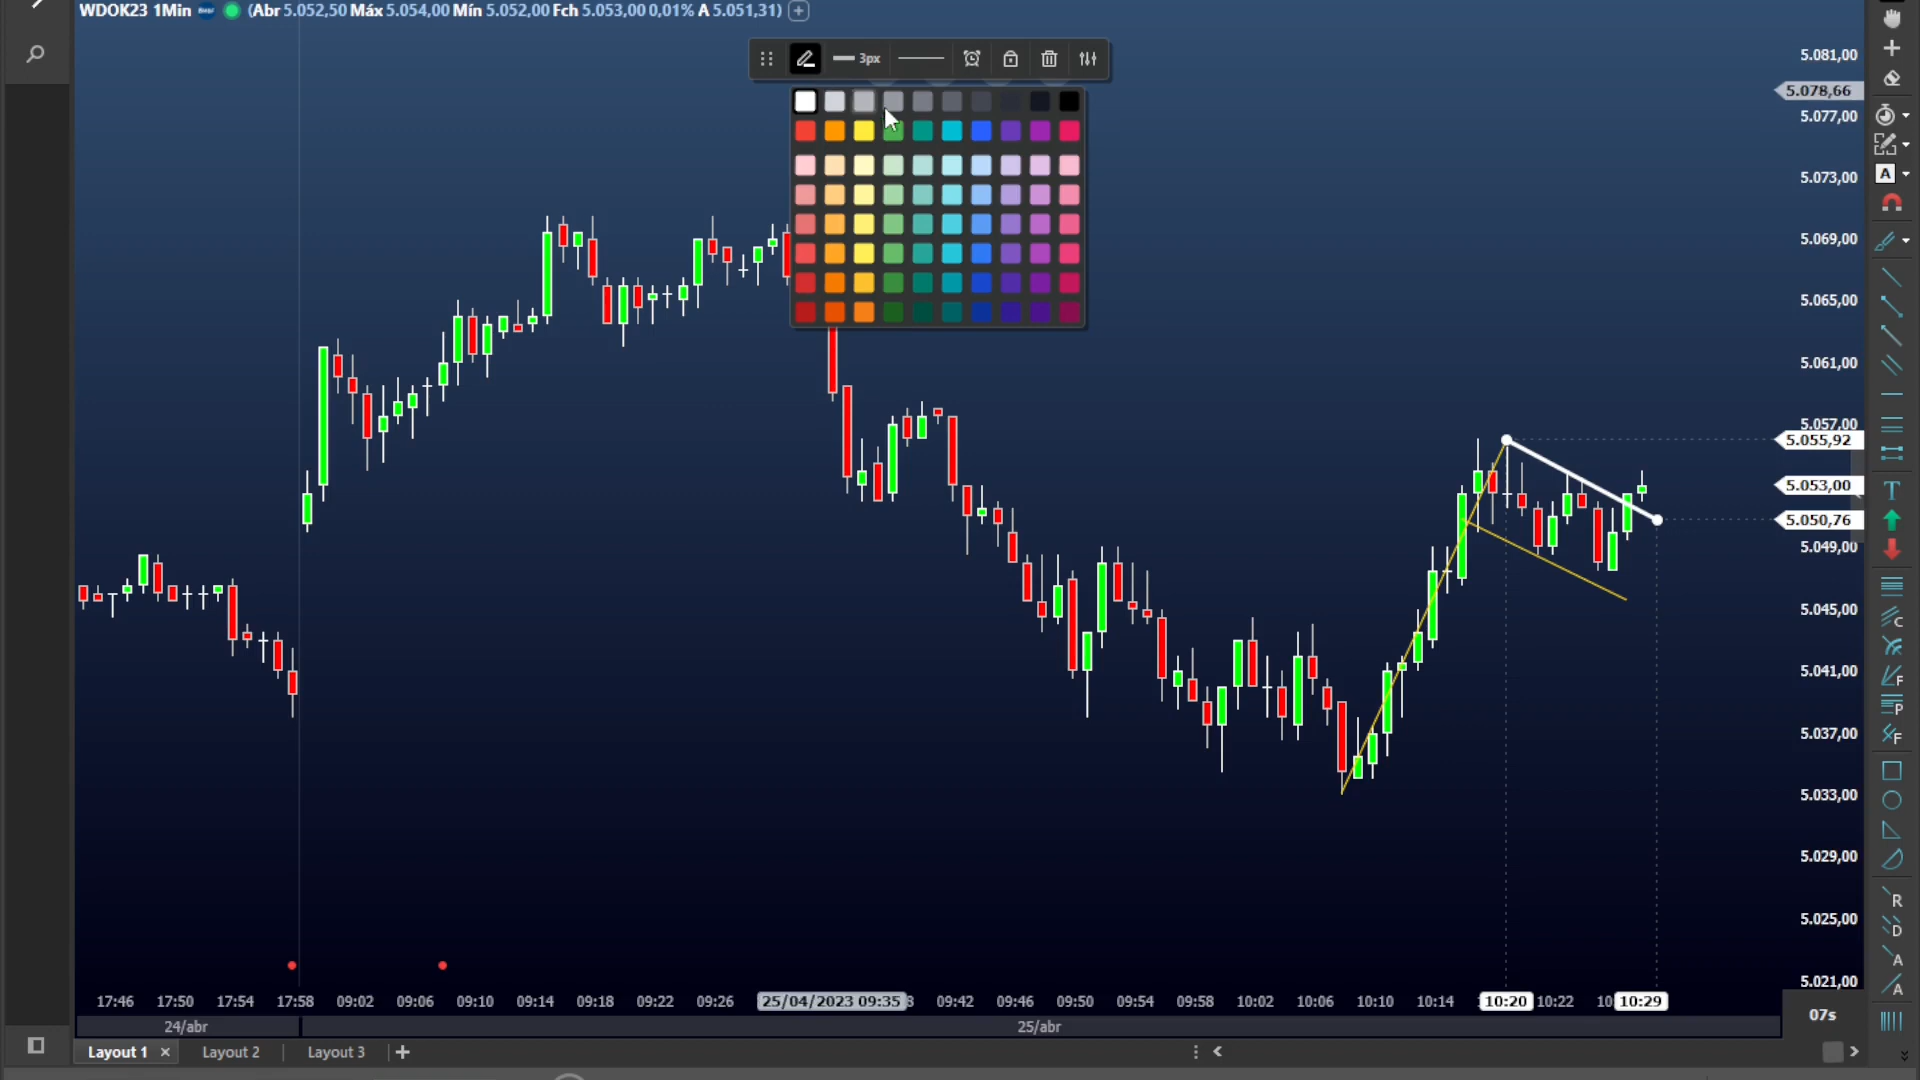 WDOK23 1Min (Abr 5.052,50 Máx 5.054,00 Mín 5.052,00 Fch 5.053,00 0,01% A 5.051,31)
3px
5.081,00
5.078,66
5.077,00
A
5.073,00
5.069,00
5.065,00
5.061,00
5.057,00
5.055,92
5.053,00
T
5.050,76
5.049,00
5.045,00
C
5.041,00
F
P
5.037,00
F
5.033,00
5.029,00
R
5.025,00
D
A
5.021,00
A
17:46 17:50 17:54 17:58 09:02 09:06 09:10 09:14 09:18 09:22 09:26 25/04/2023 09:35 8 09:42 09:46 09:50 09:54 09:58 10:02 10:06 10:10 10:14 10:20 10:22 10 10:29
07s
24/abr 25/abr
Layout 1 Layout 2 Layout 3